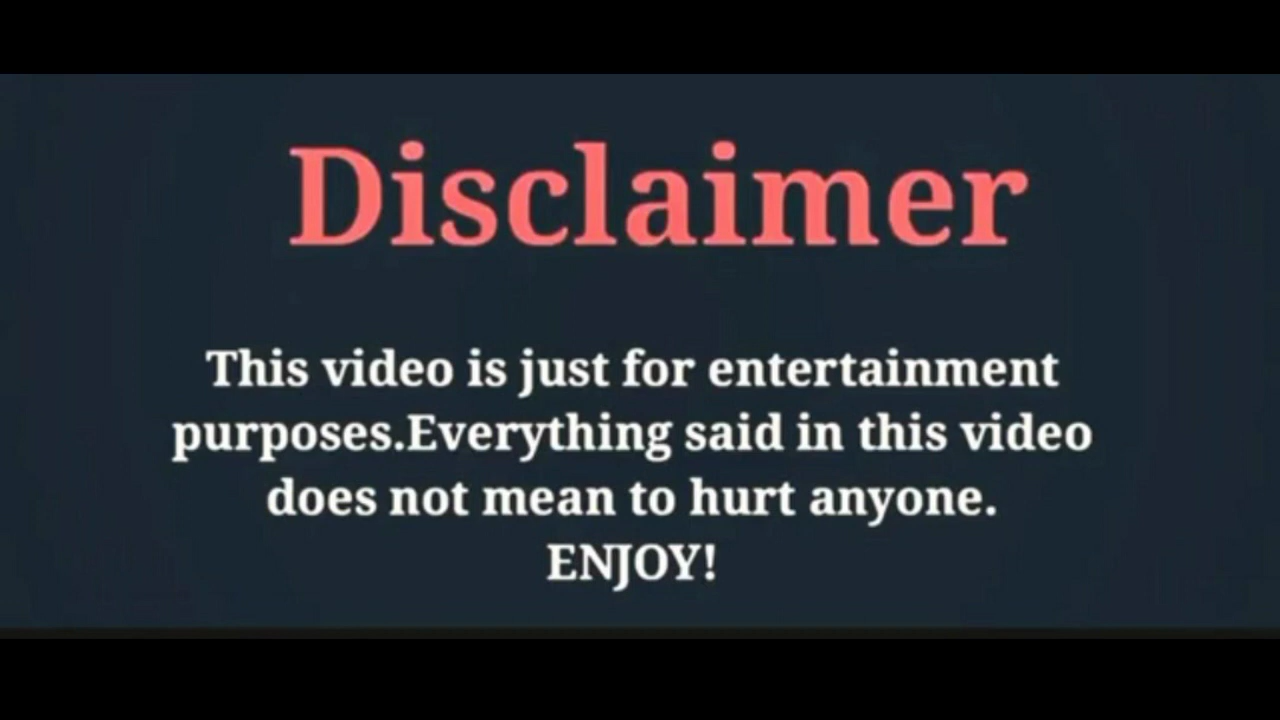 Disclaimer
This video is just for entertainment
purposes.Everything said in this video
does not mean to hurt anyone.
ENJOY!